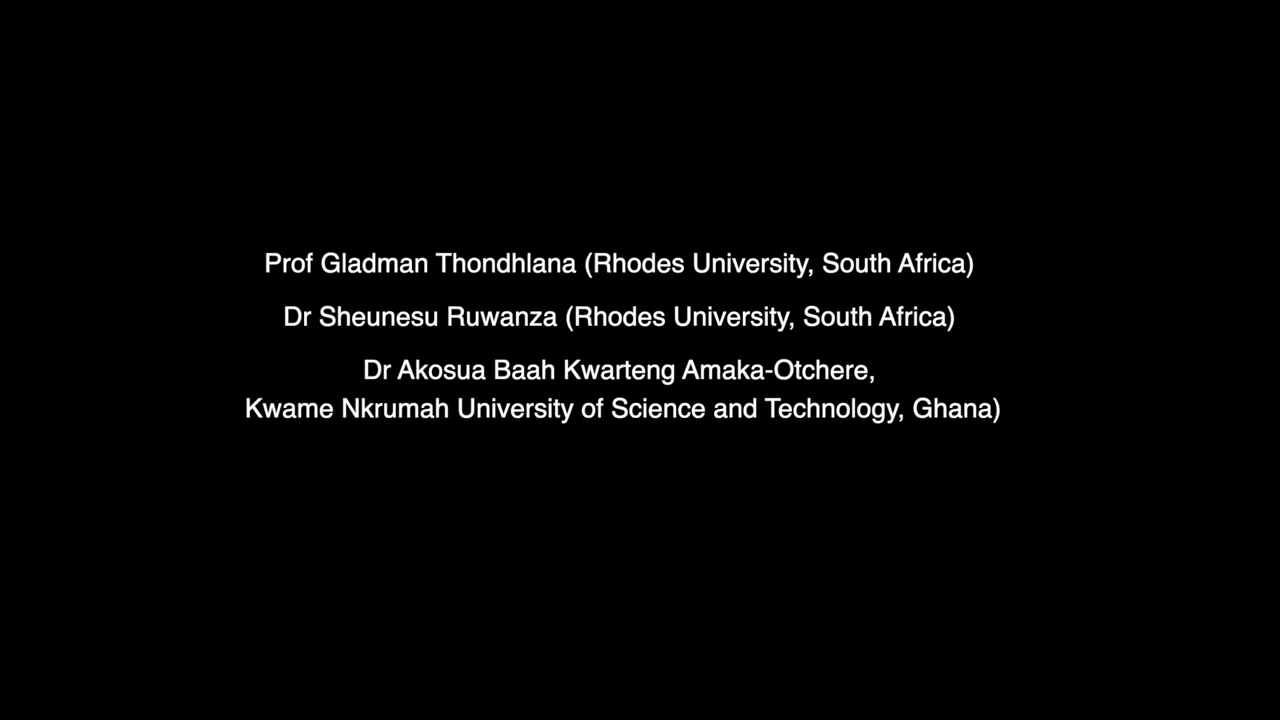 Prof Gladman Thondhlana (Rhodes University, South Africa)
Dr Sheunesu Ruwanza (Rhodes University, South Africa)
Dr Akosua Baah Kwarteng Amaka-Otchere,
Kwame Nkrumah University of Science and Technology, Ghana)